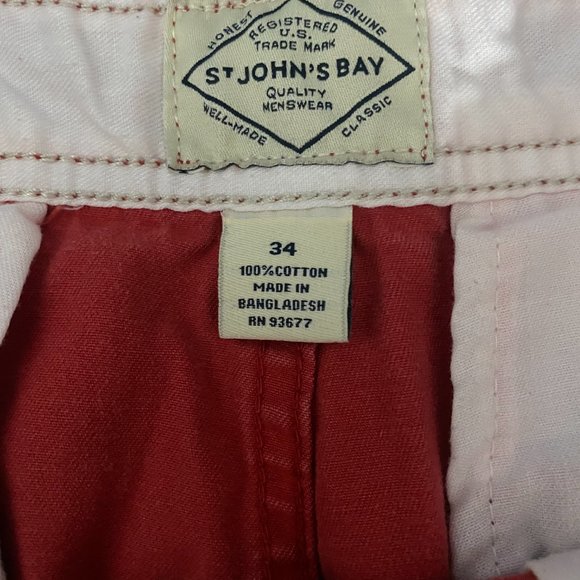 HONEST
GENUINE
REGISTERED
U.S.
TRADE MARK
ST JOHN'S BAY
QUALITY
MENSWEAR
WELL-MADE
CLASSIC
34
100% COTTON
MADE IN
BANGLADESH
RN 93677